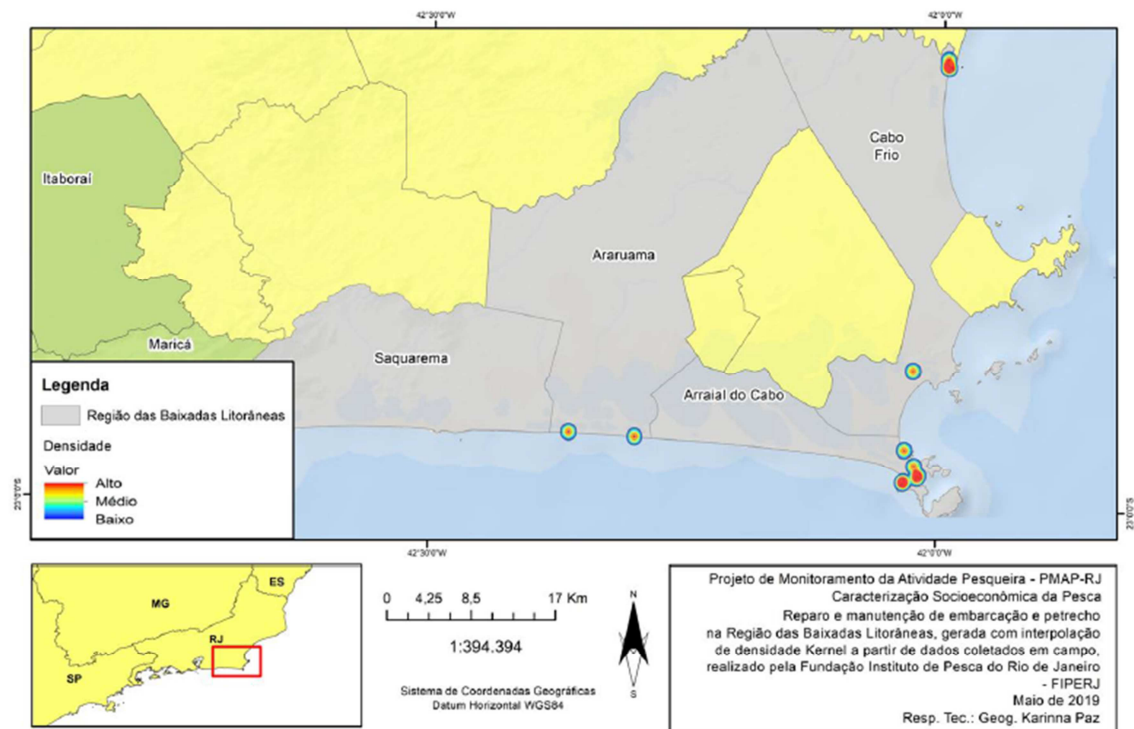 42°30'0"W
42°0'0"W
Cabo
Frio
Itaboraí
Araruama
Maricá
Saquarema
Arraial do Cabo
Legenda
Região das Baixadas Litorâneas
Densidade
Valor
Alto
Médio
Baixo
23°0'0"S
23°0'0"S
42°30'0"W
42°0'0"W
ES
MG
RJ
SP
0 4,25 8,5 17 Km
1:394.394
Sistema de Coordenadas Geográficas
Datum Horizontal WGS84
N
S
Projeto de Monitoramento da Atividade Pesqueira - PMAP-RJ
Caracterização Socioeconômica da Pesca
Reparo e manutenção de embarcação e petrecho
na Região das Baixadas Litorâneas, gerada com interpolação
de densidade Kernel a partir de dados coletados em campo,
realizado pela Fundação Instituto de Pesca do Rio de Janeiro
- FIPERJ
Maio de 2019
Resp. Tec.: Geog. Karinna Paz